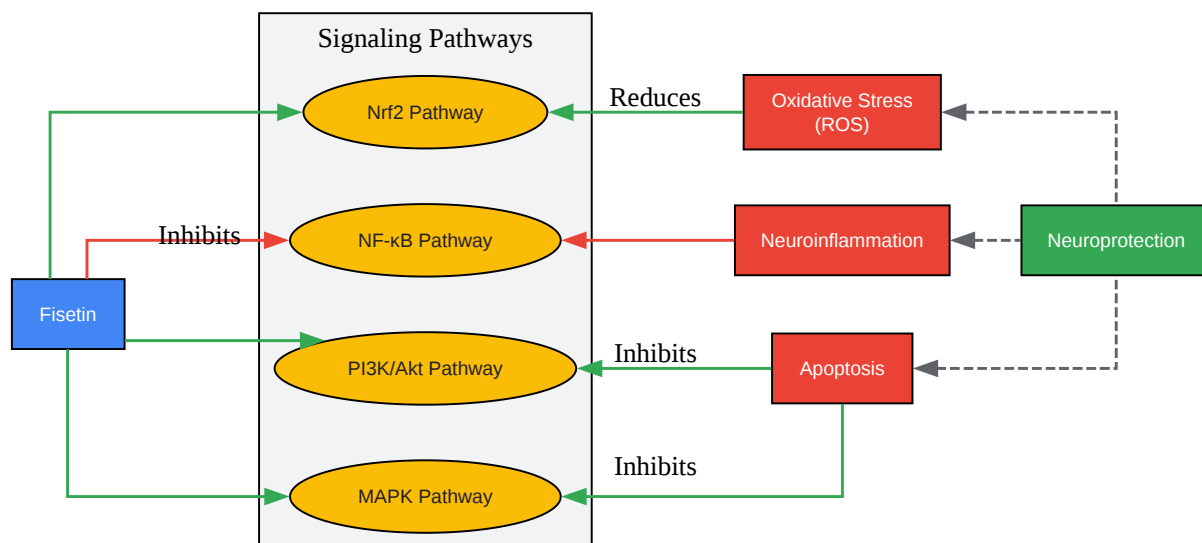 Signaling Pathways
Nrf2 Pathway
Reduces
Oxidative Stress
(ROS)
Inhibits
NF-κB Pathway
Neuroinflammation
Neuroprotection
Fisetin
PI3K/Akt Pathway
Inhibits
Apoptosis
MAPK Pathway
Inhibits